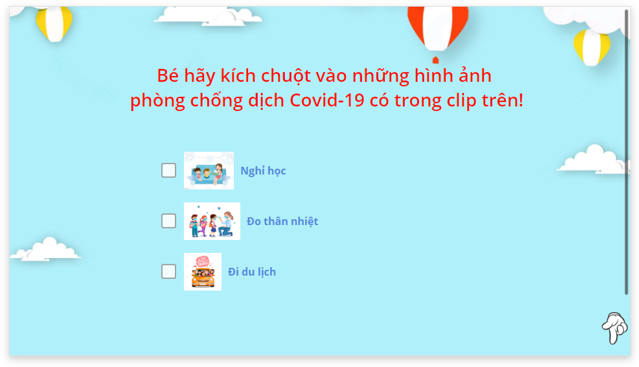 Bé hãy kích chuột vào những hình ảnh
phòng chống dịch Covid-19 có trong clip trên!
Nghỉ học
Đo thân nhiệt
Đi du lịch